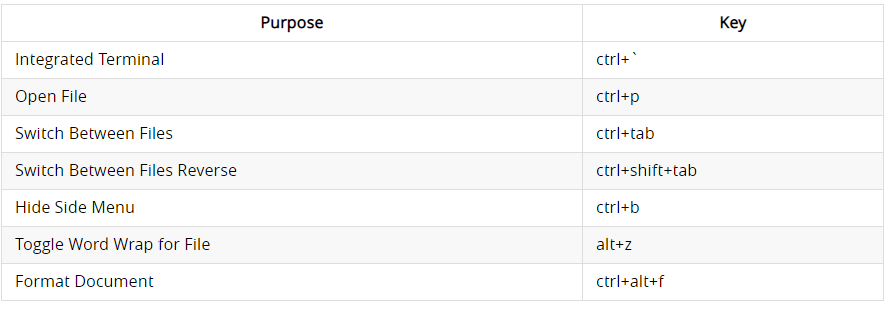 Purpose Key
Integrated Terminal ctrl+`
Open File ctrl+p
Switch Between Files ctrl+tab
Switch Between Files Reverse ctrl+shift+tab
Hide Side Menu ctrl+b
Toggle Word Wrap for File alt+z
Format Document ctrl+alt+f